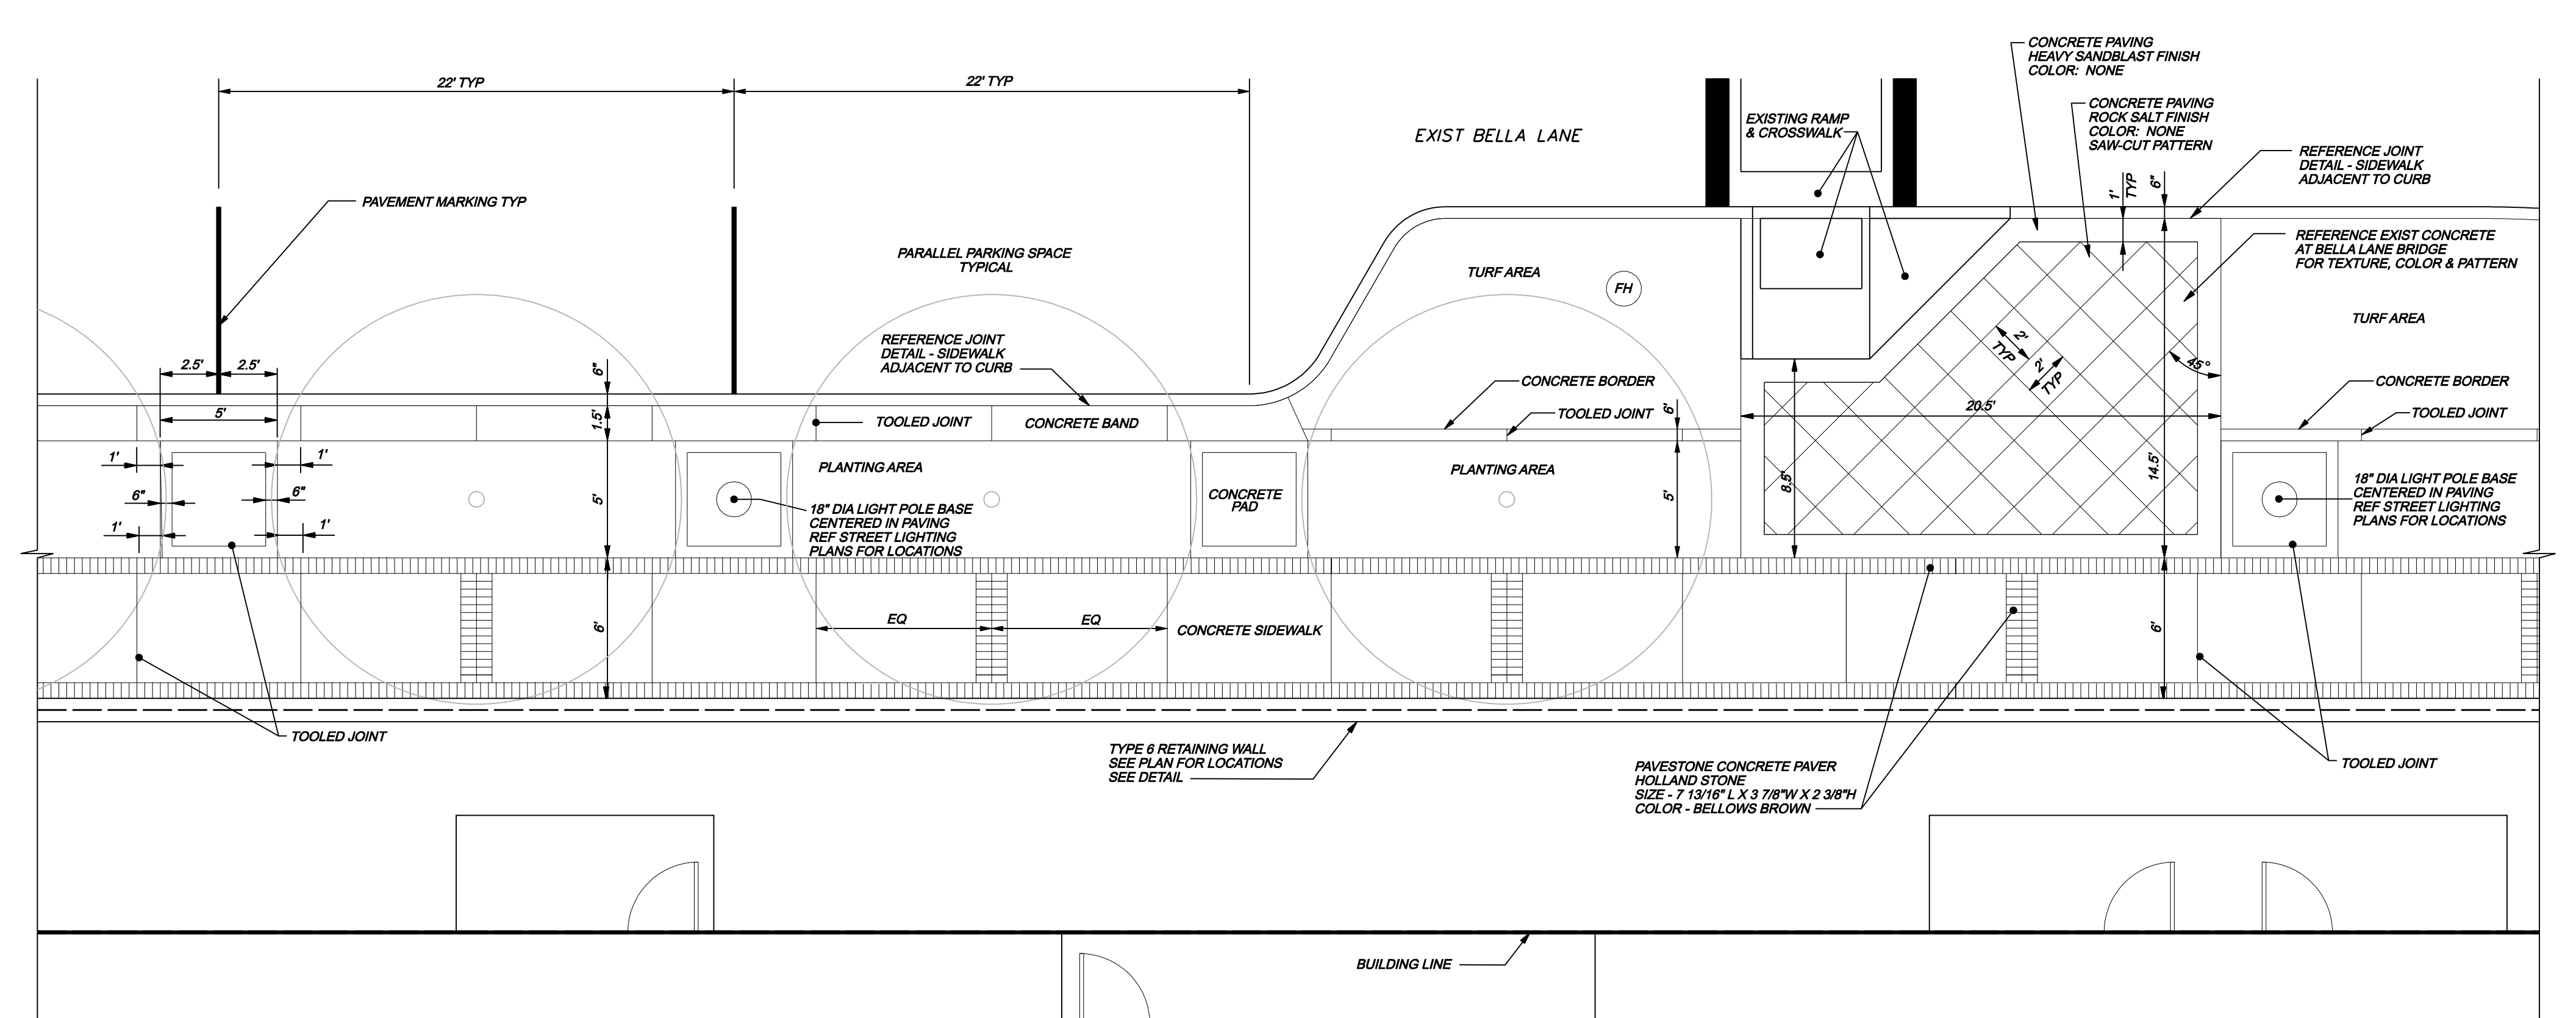 CONCRETE PAVING
HEAVY SANDBLAST FINISH
COLOR: NONE
22' TYP
22' TYP
CONCRETE PAVING
ROCK SALT FINISH
COLOR: NONE
SAW-CUT PATTERN
EXISTING RAMP
& CROSSWALK
EXIST BELLA LANE
REFERENCE JOINT
DETAIL - SIDEWALK
ADJACENT TO CURB
1'
TYP
6"
PAVEMENT MARKING TYP
PARALLEL PARKING SPACE
TYPICAL
TURF AREA
FH
REFERENCE EXIST CONCRETE
AT BELLA LANE BRIDGE
FOR TEXTURE, COLOR & PATTERN
TURF AREA
REFERENCE JOINT
DETAIL - SIDEWALK
ADJACENT TO CURB
2'
TYP
2'
TYP
45°
2.5'
2.5'
6"
CONCRETE BORDER
CONCRETE BORDER
5'
1.5'
TOOLED JOINT
CONCRETE BAND
TOOLED JOINT
6'
20.5'
TOOLED JOINT
1'
1'
PLANTING AREA
PLANTING AREA
6"
6"
5'
CONCRETE
PAD
5'
8.5'
14.5'
18" DIA LIGHT POLE BASE
CENTERED IN PAVING
REF STREET LIGHTING
PLANS FOR LOCATIONS
18" DIA LIGHT POLE BASE
CENTERED IN PAVING
REF STREET LIGHTING
PLANS FOR LOCATIONS
1'
1'
6'
EQ
EQ
CONCRETE SIDEWALK
6'
TOOLED JOINT
TYPE 6 RETAINING WALL
SEE PLAN FOR LOCATIONS
SEE DETAIL
PAVESTONE CONCRETE PAVER
HOLLAND STONE
SIZE - 7 13/16" L X 3 7/8"W X 2 3/8"H
COLOR - BELLOWS BROWN
TOOLED JOINT
BUILDING LINE